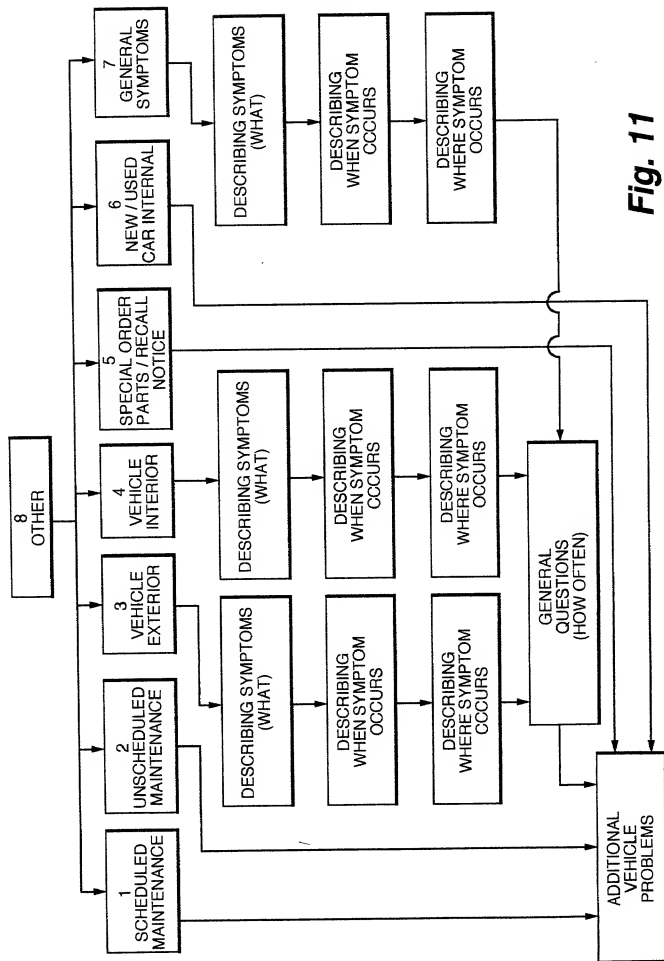 8
OTHER
1
SCHEDULED
MAINTENANCE
2
UNSCHEDULED
MAINTENANCE
3
VEHICLE
EXTERIOR
4
VEHICLE
INTERIOR
5
SPECIAL ORDER
PARTS / RECALL
NOTICE
6
NEW / USED
CAR INTERNAL
7
GENERAL
SYMPTOMS
DESCRIBING SYMPTOMS
(WHAT)
DESCRIBING
WHEN SYMPTOM
OCCURS
DESCRIBING
WHERE SYMPTOM
CCCURS
DESCRIBING SYMPTOMS
(WHAT)
DESCRIBING
WHEN SYMPTOM
CCCURS
DESCRIBING
WHERE SYMPTOM
OCCURS
DESCRIBING SYMPTOMS
(WHAT)
DESCRIBING
WHEN SYMPTOM
CCCURS
DESCRIBING
WHERE SYMPTOM
OCCURS
GENERAL
QUESTIONS
(HOW OFTEN)
ADDITIONAL
VEHICLE
PROBLEMS
Fig. 11